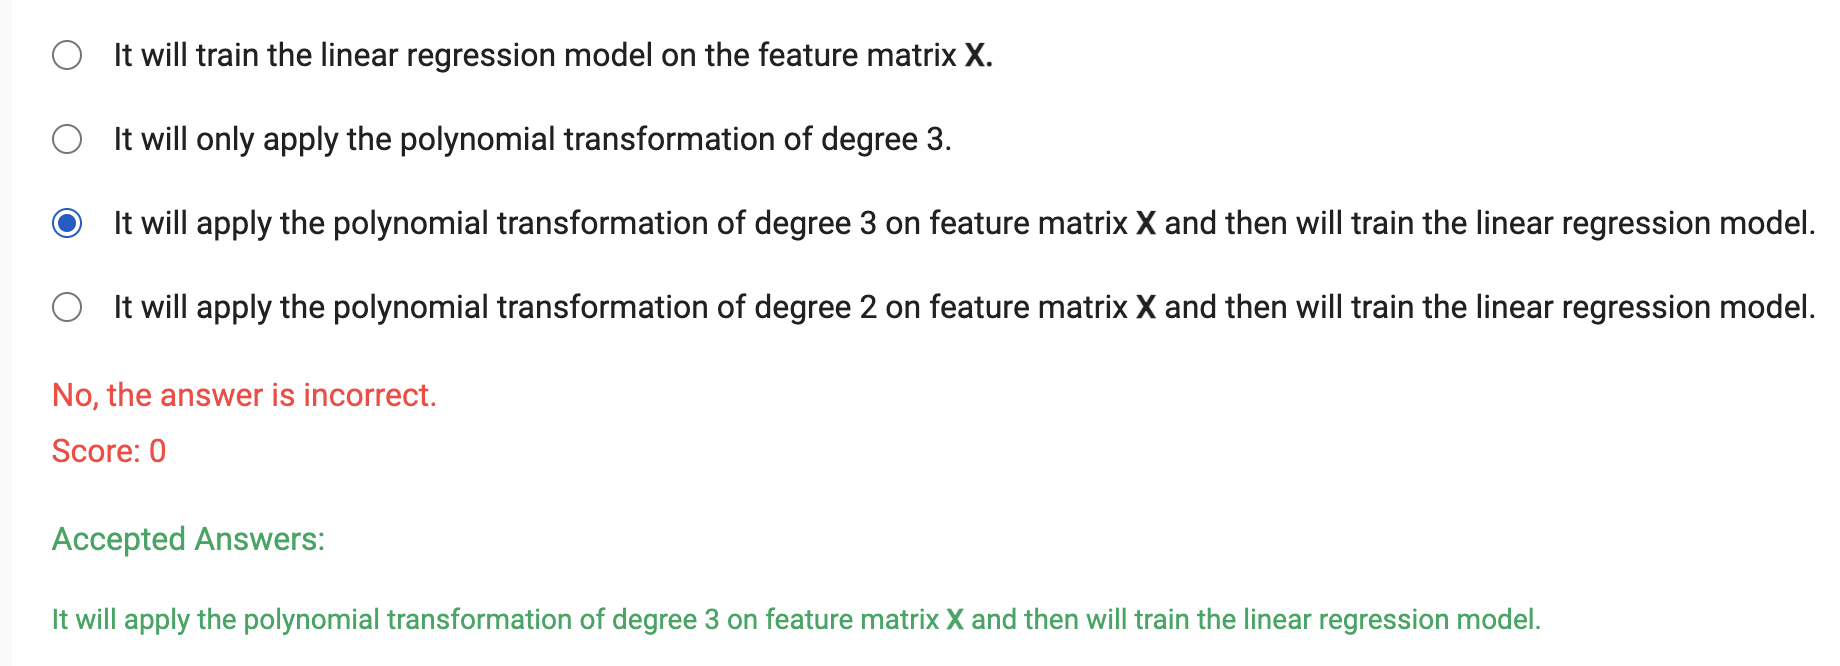 It will train the linear regression model on the feature matrix X.
It will only apply the polynomial transformation of degree 3.
It will apply the polynomial transformation of degree 3 on feature matrix X and then will train the linear regression model.
It will apply the polynomial transformation of degree 2 on feature matrix X and then will train the linear regression model.
No, the answer is incorrect.
Score: 0
Accepted Answers:
It will apply the polynomial transformation of degree 3 on feature matrix X and then will train the linear regression model.